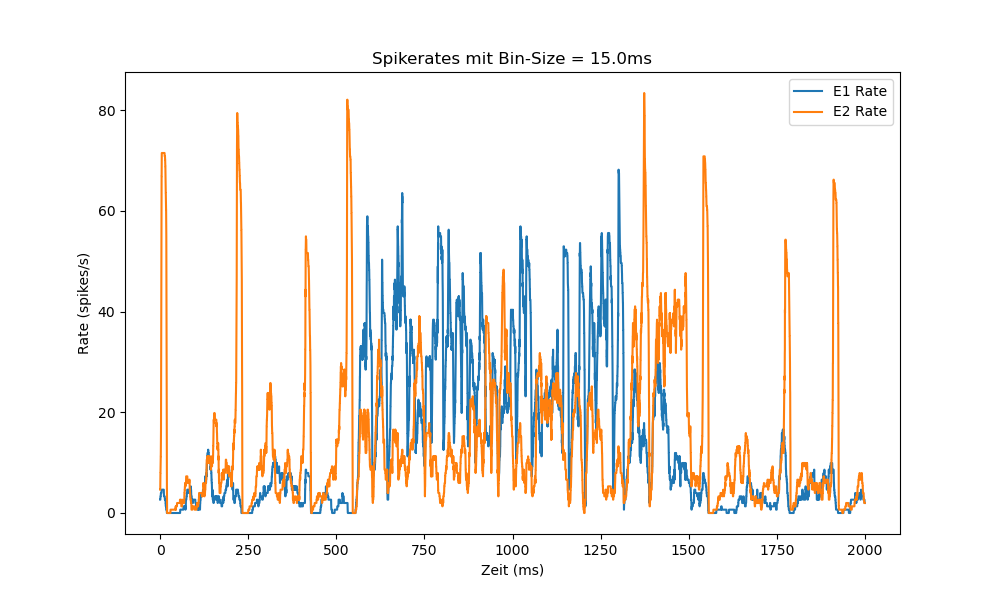 Spikerates mit Bin-Size = 15.0ms
E1 Rate
E2 Rate
Rate (spikes/s)
80
60
40
20
0
0 250 500 750 1000 1250 1500 1750 2000
Zeit (ms)